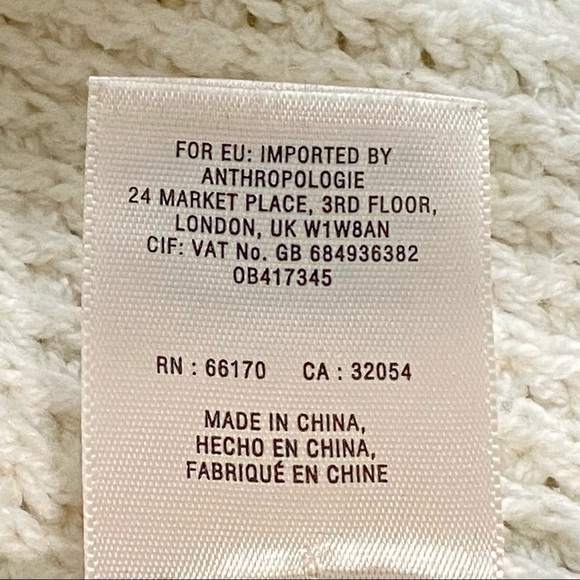 FOR EU: IMPORTED BY
ANTHROPOLOGIE
24 MARKET PLACE, 3RD FLOOR,
LONDON, UK W1W8AN
CIF: VAT No. GB 684936382
OB417345
RN : 66170 CA : 32054
MADE IN CHINA,
HECHO EN CHINA,
FABRIQUÉ EN CHINE